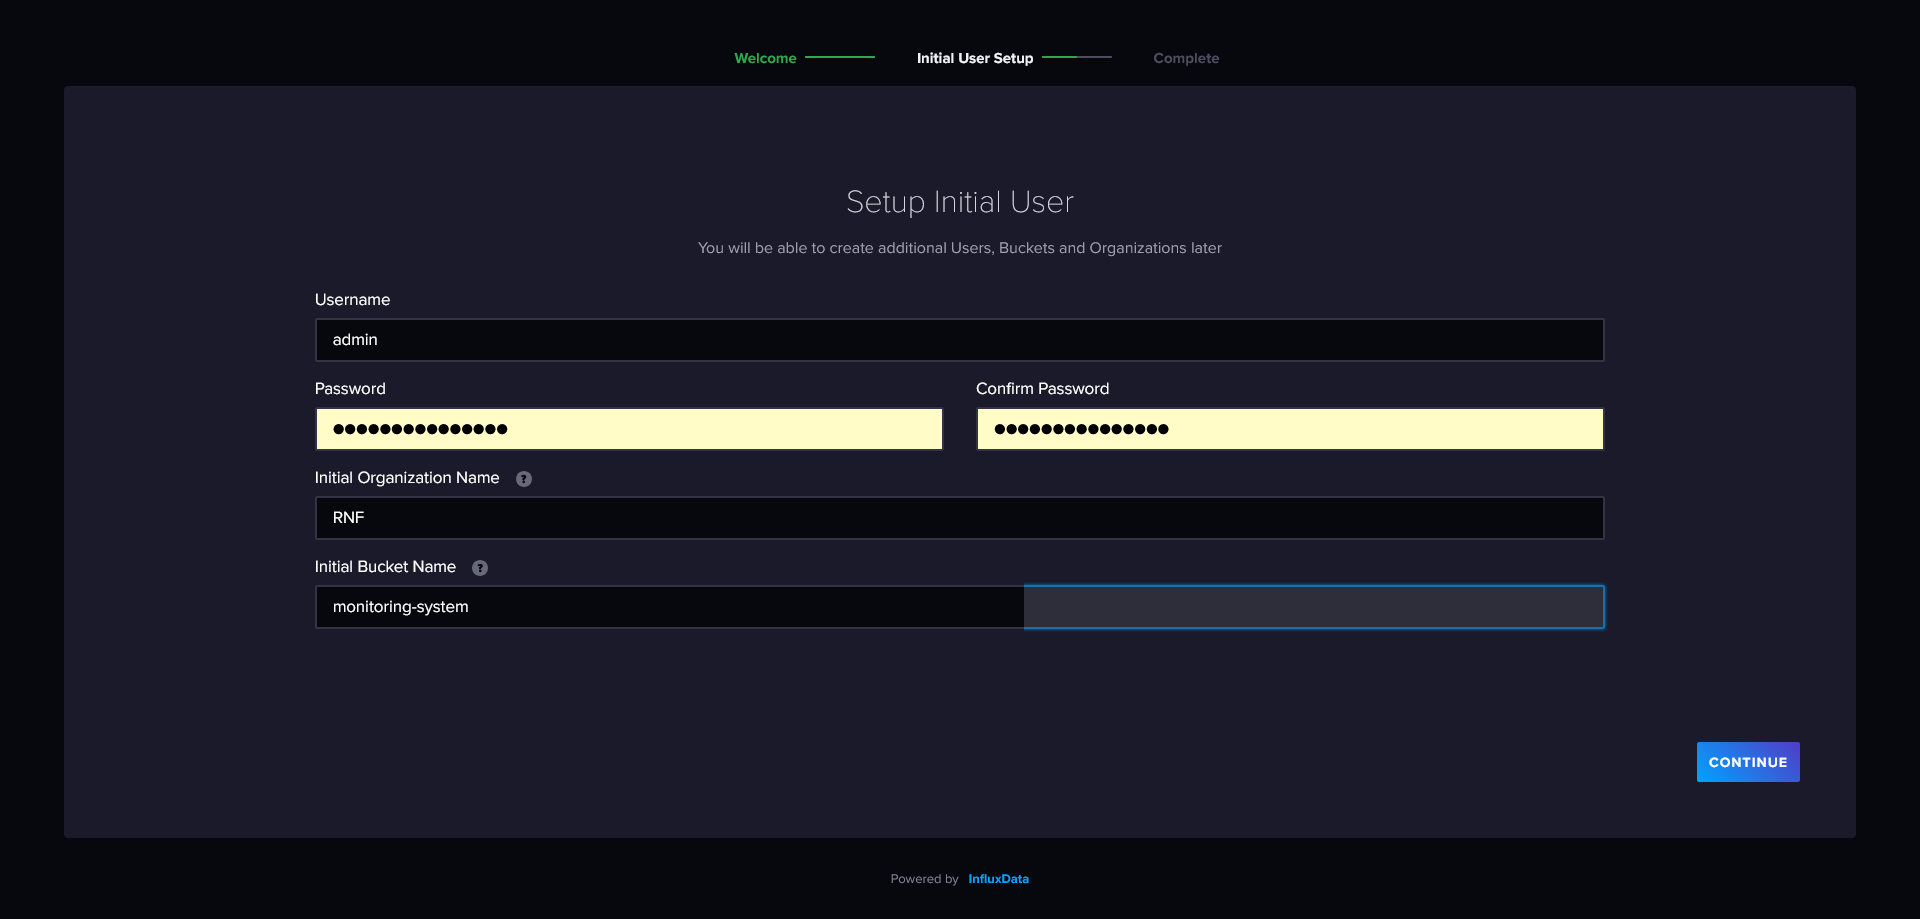 Welcome
Initial User Setup
Complete
Setup Initial User
You will be able to create additional Users, Buckets and Organizations later
Username
admin
Password
Confirm Password
●●●●●●●●●●●●●●●
●●●●●●●●●●●●●●●
Initial Organization Name ?
RNF
Initial Bucket Name ?
monitoring-system
CONTINUE
Powered by InfluxData